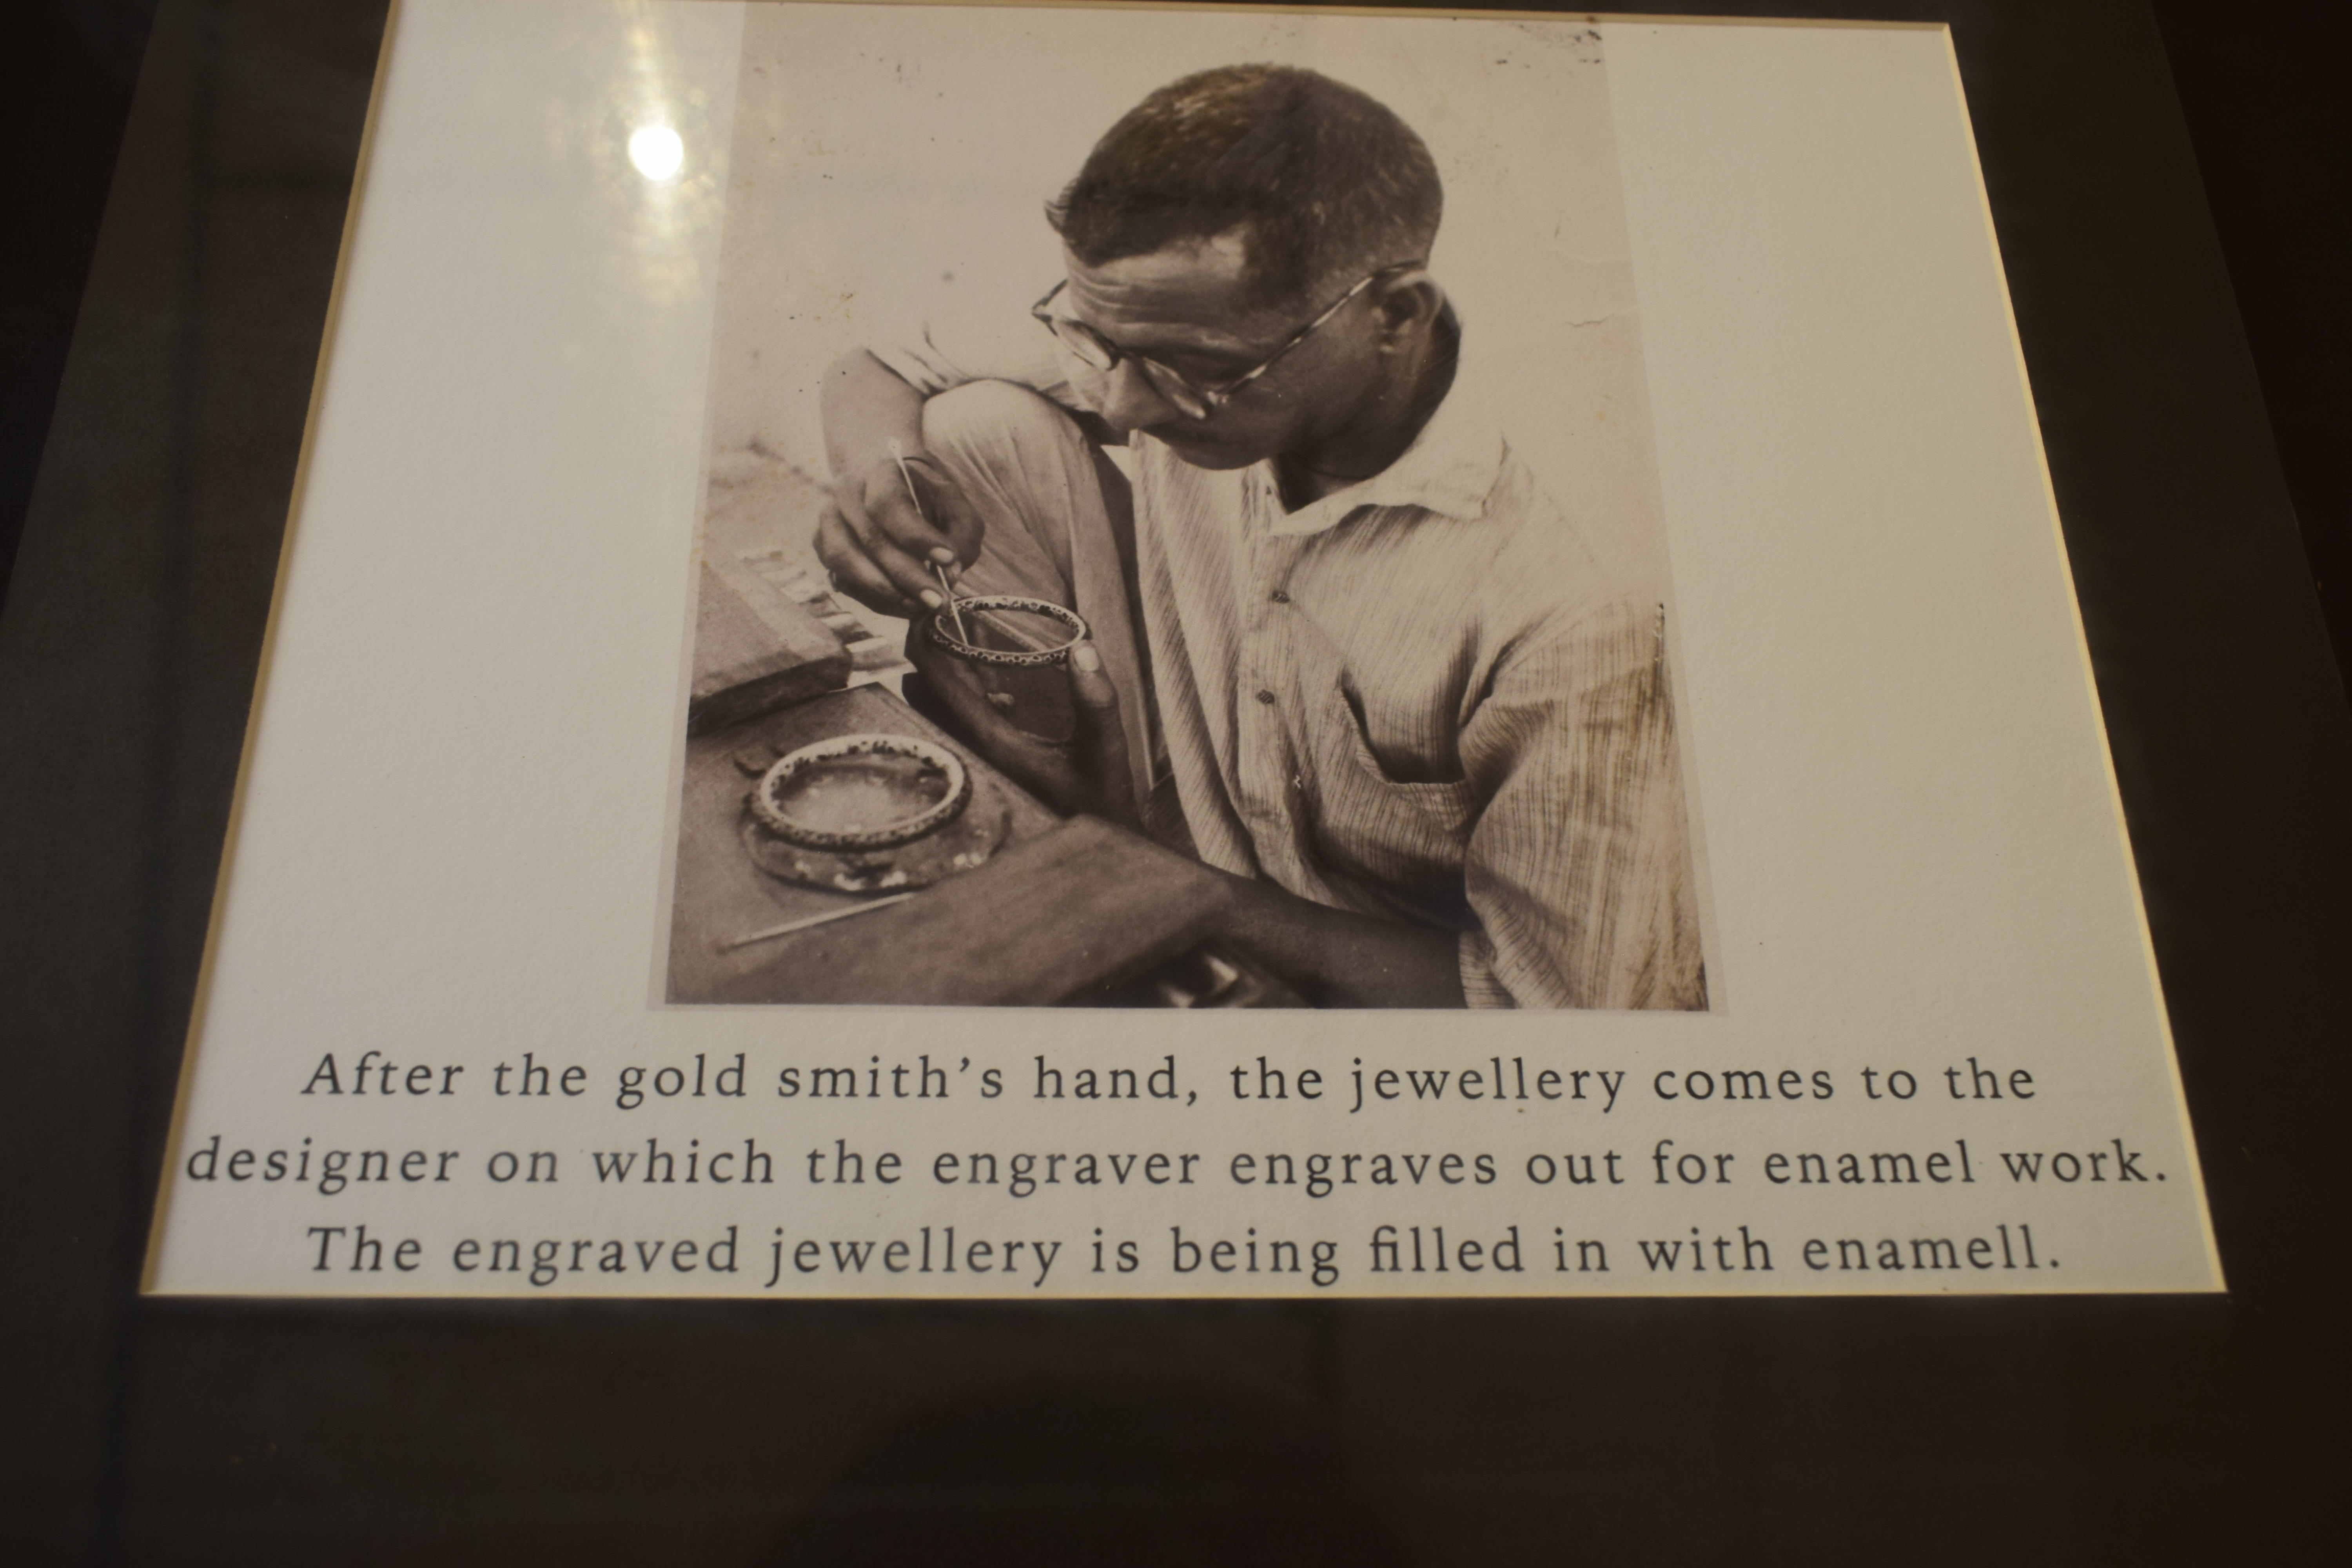 After the gold smith's hand, the jewellery comes to the
designer on which the engraver engraves out for enamel work.
The engraved jewellery is being filled in with enamell.